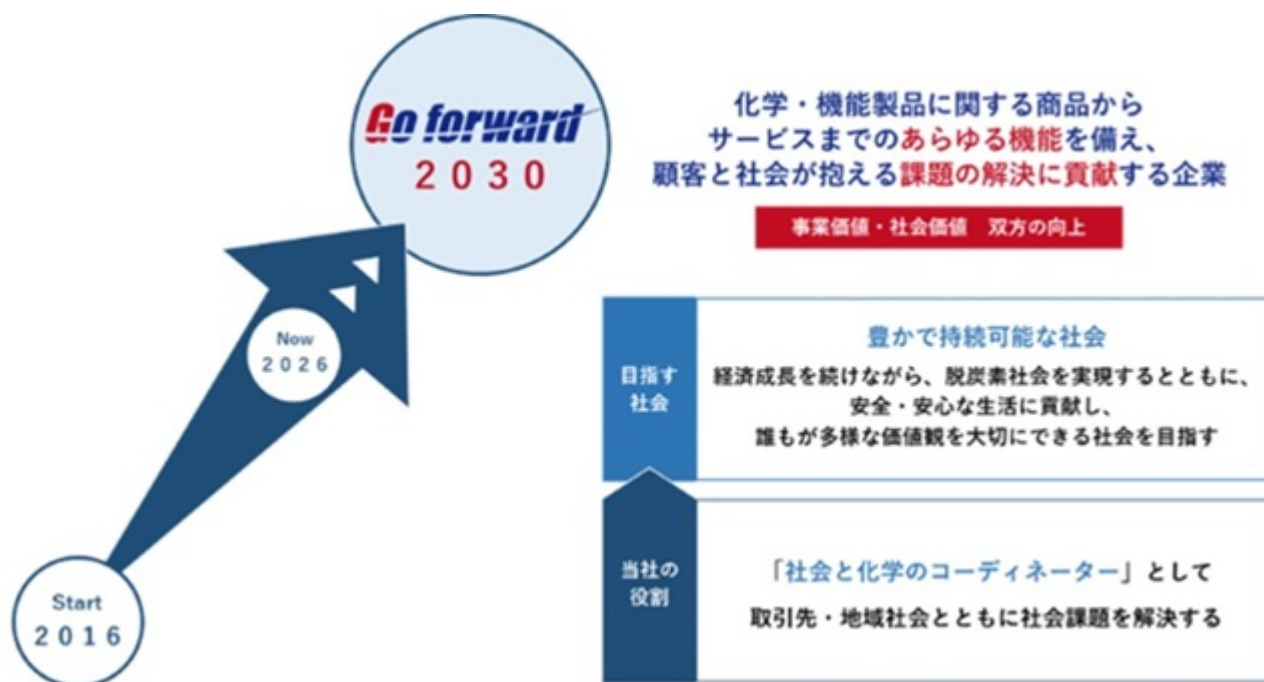 Go forward
2030
化学・機能製品に関する商品から
サービスまでのあらゆる機能を備え、
顧客と社会が抱える課題の解決に貢献する企業
事業価値・社会価値　双方の向上
Now
2026
Start
2016
目指す
社会
豊かで持続可能な社会
経済成長を続けながら、脱炭素社会を実現するとともに、
安全・安心な生活に貢献し、
誰もが多様な価値観を大切にできる社会を目指す
当社の
役割
「社会と化学のコーディネーター」として
取引先・地域社会とともに社会課題を解決する